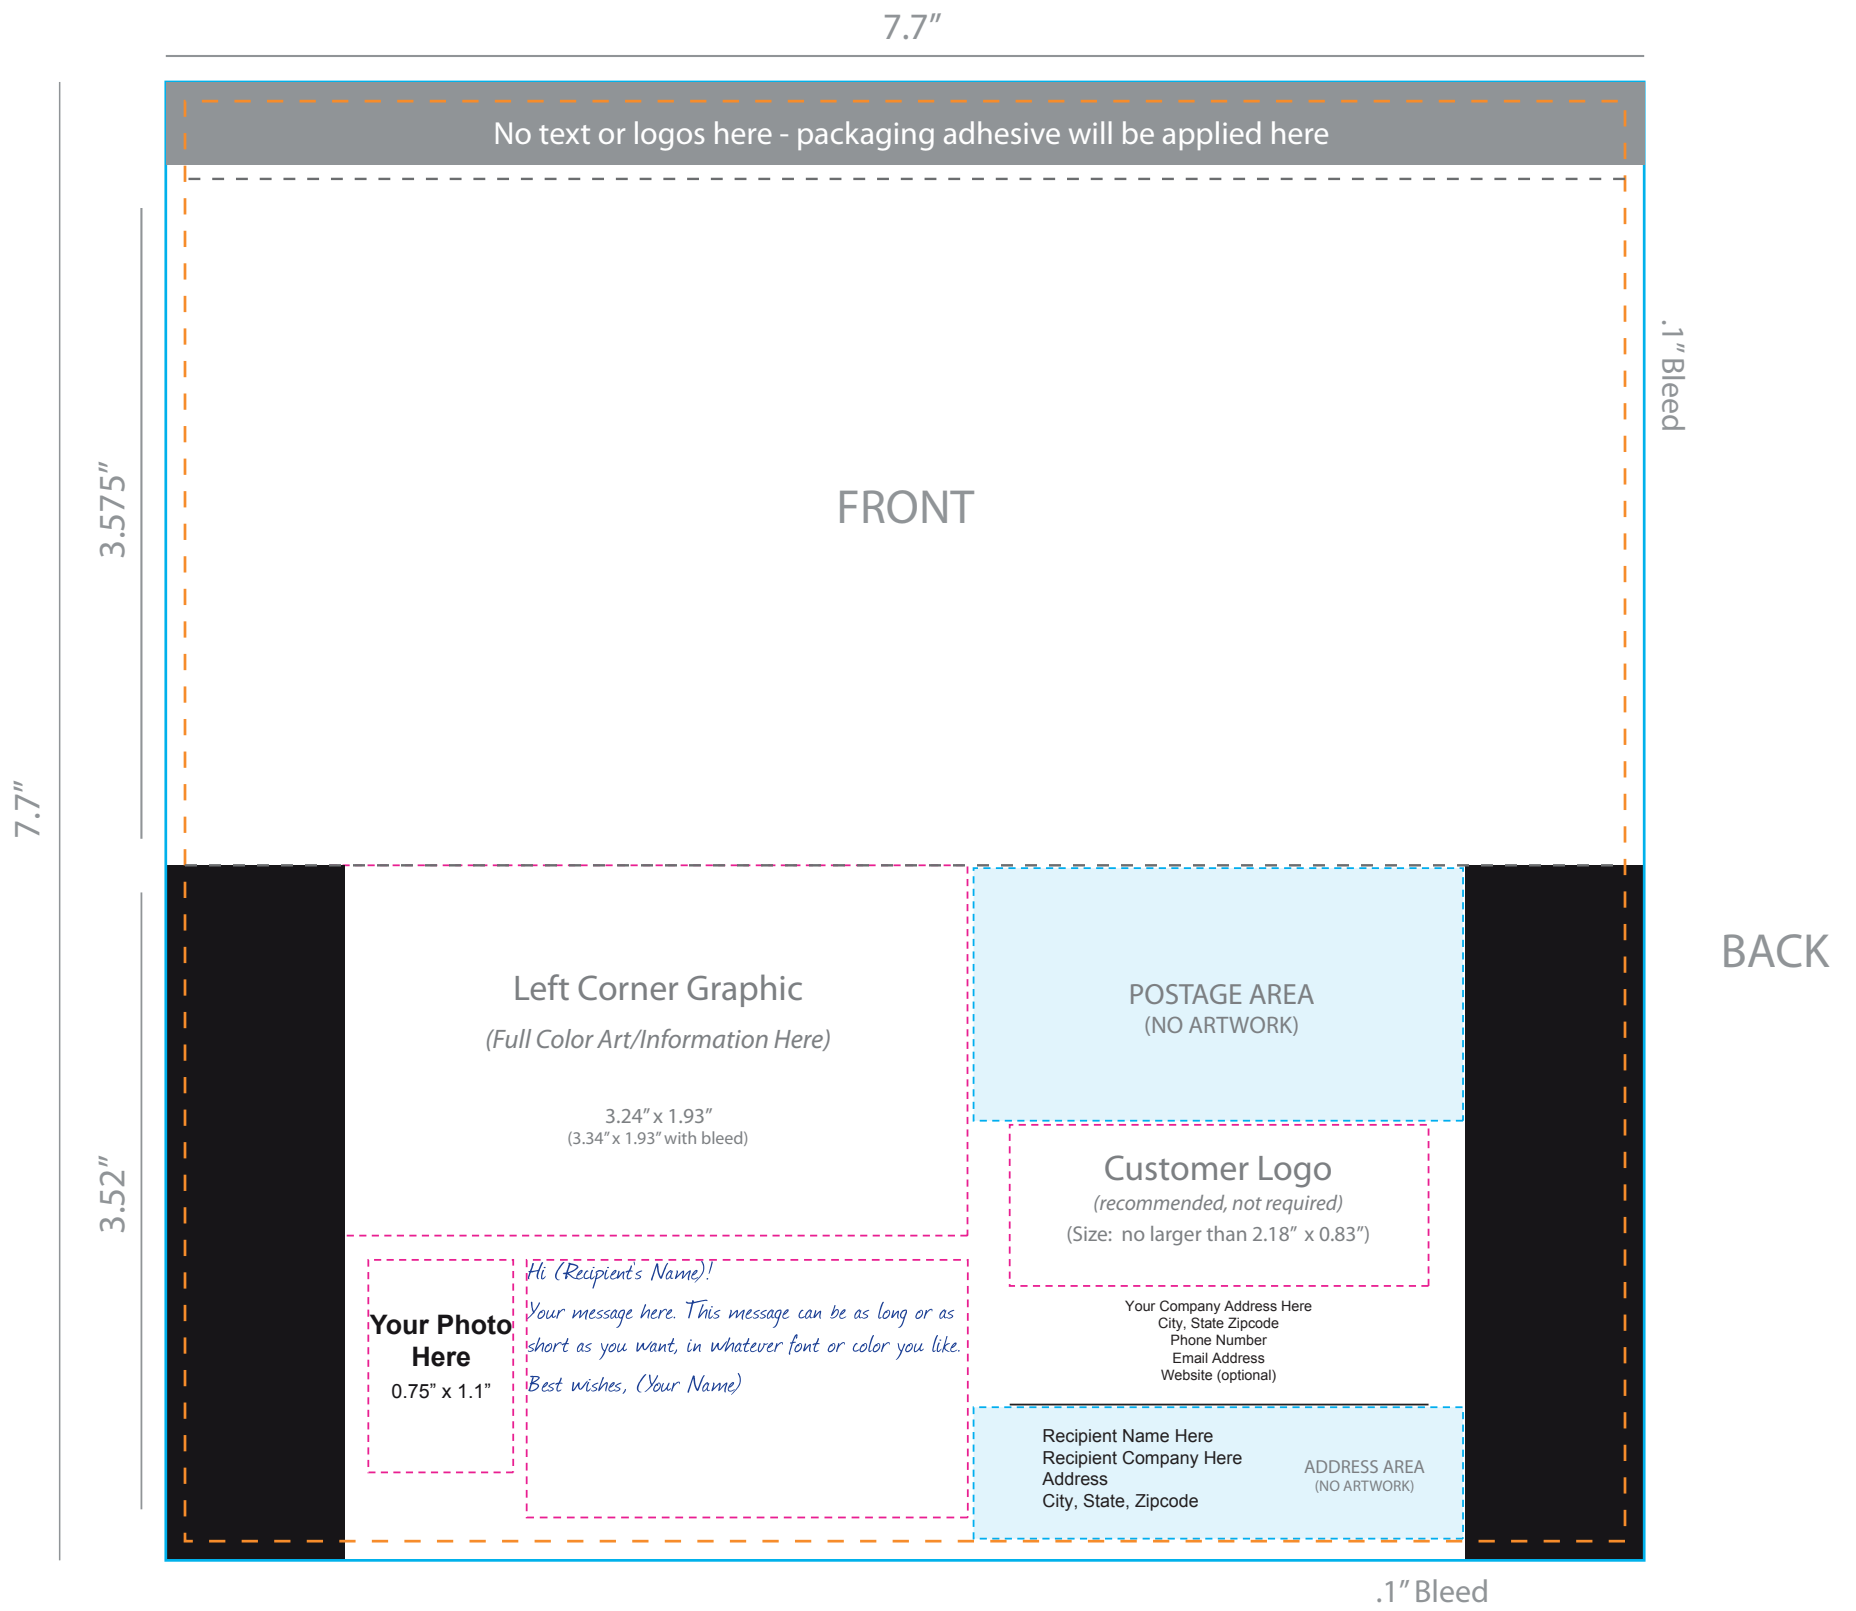 7.7”
No text or logos here - packaging adhesive will be applied here
.1” Bleed
3.575”
FRONT
7.7”
BACK
Left Corner Graphic
(Full Color Art/Information Here)
3.24” x 1.93”
(3.34” x 1.93” with bleed)
POSTAGE AREA
(NO ARTWORK)
3.52”
Customer Logo
(recommended, not required)
(Size:  no larger than 2.18”  x 0.83”)
Your Photo
Here
0.75” x 1.1”
Hi (Recipient's Name)!
Your message here. This message can be as long or as
short as you want, in whatever font or color you like.
Best wishes, (Your Name)
Your Company Address Here
City, State Zipcode
Phone Number
Email Address
Website (optional)
Recipient Name Here
Recipient Company Here
Address
City, State, Zipcode
ADDRESS AREA
(NO ARTWORK)
.1” Bleed